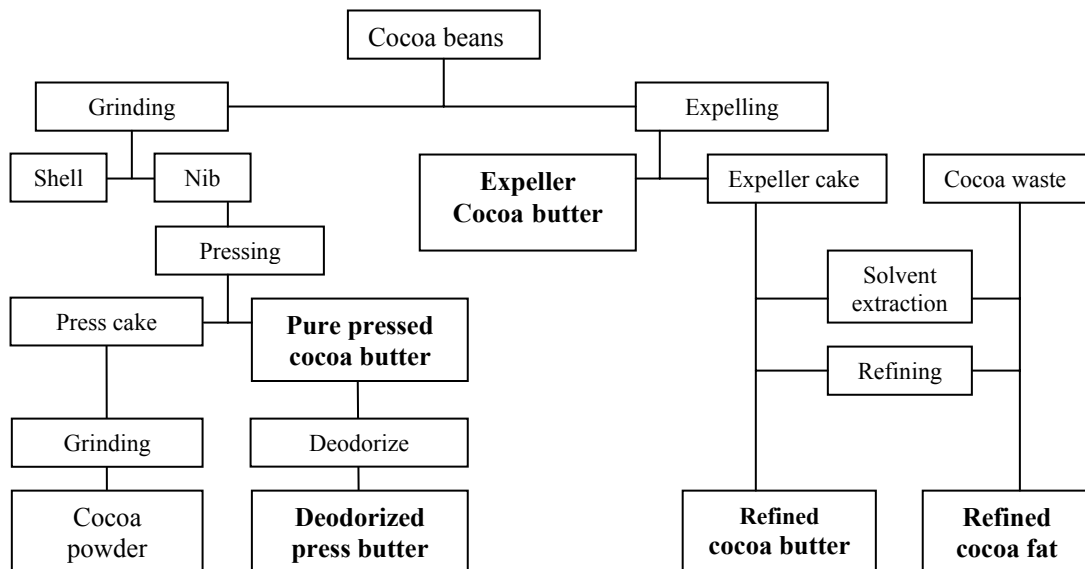 Cocoa beans
Grinding
Expelling
Shell
Nib
Expeller
Cocoa butter
Expeller cake
Cocoa waste
Pressing
Solvent
extraction
Press cake
Pure pressed
cocoa butter
Refining
Grinding
Deodorize
Cocoa
powder
Deodorized
press butter
Refined
cocoa butter
Refined
cocoa fat